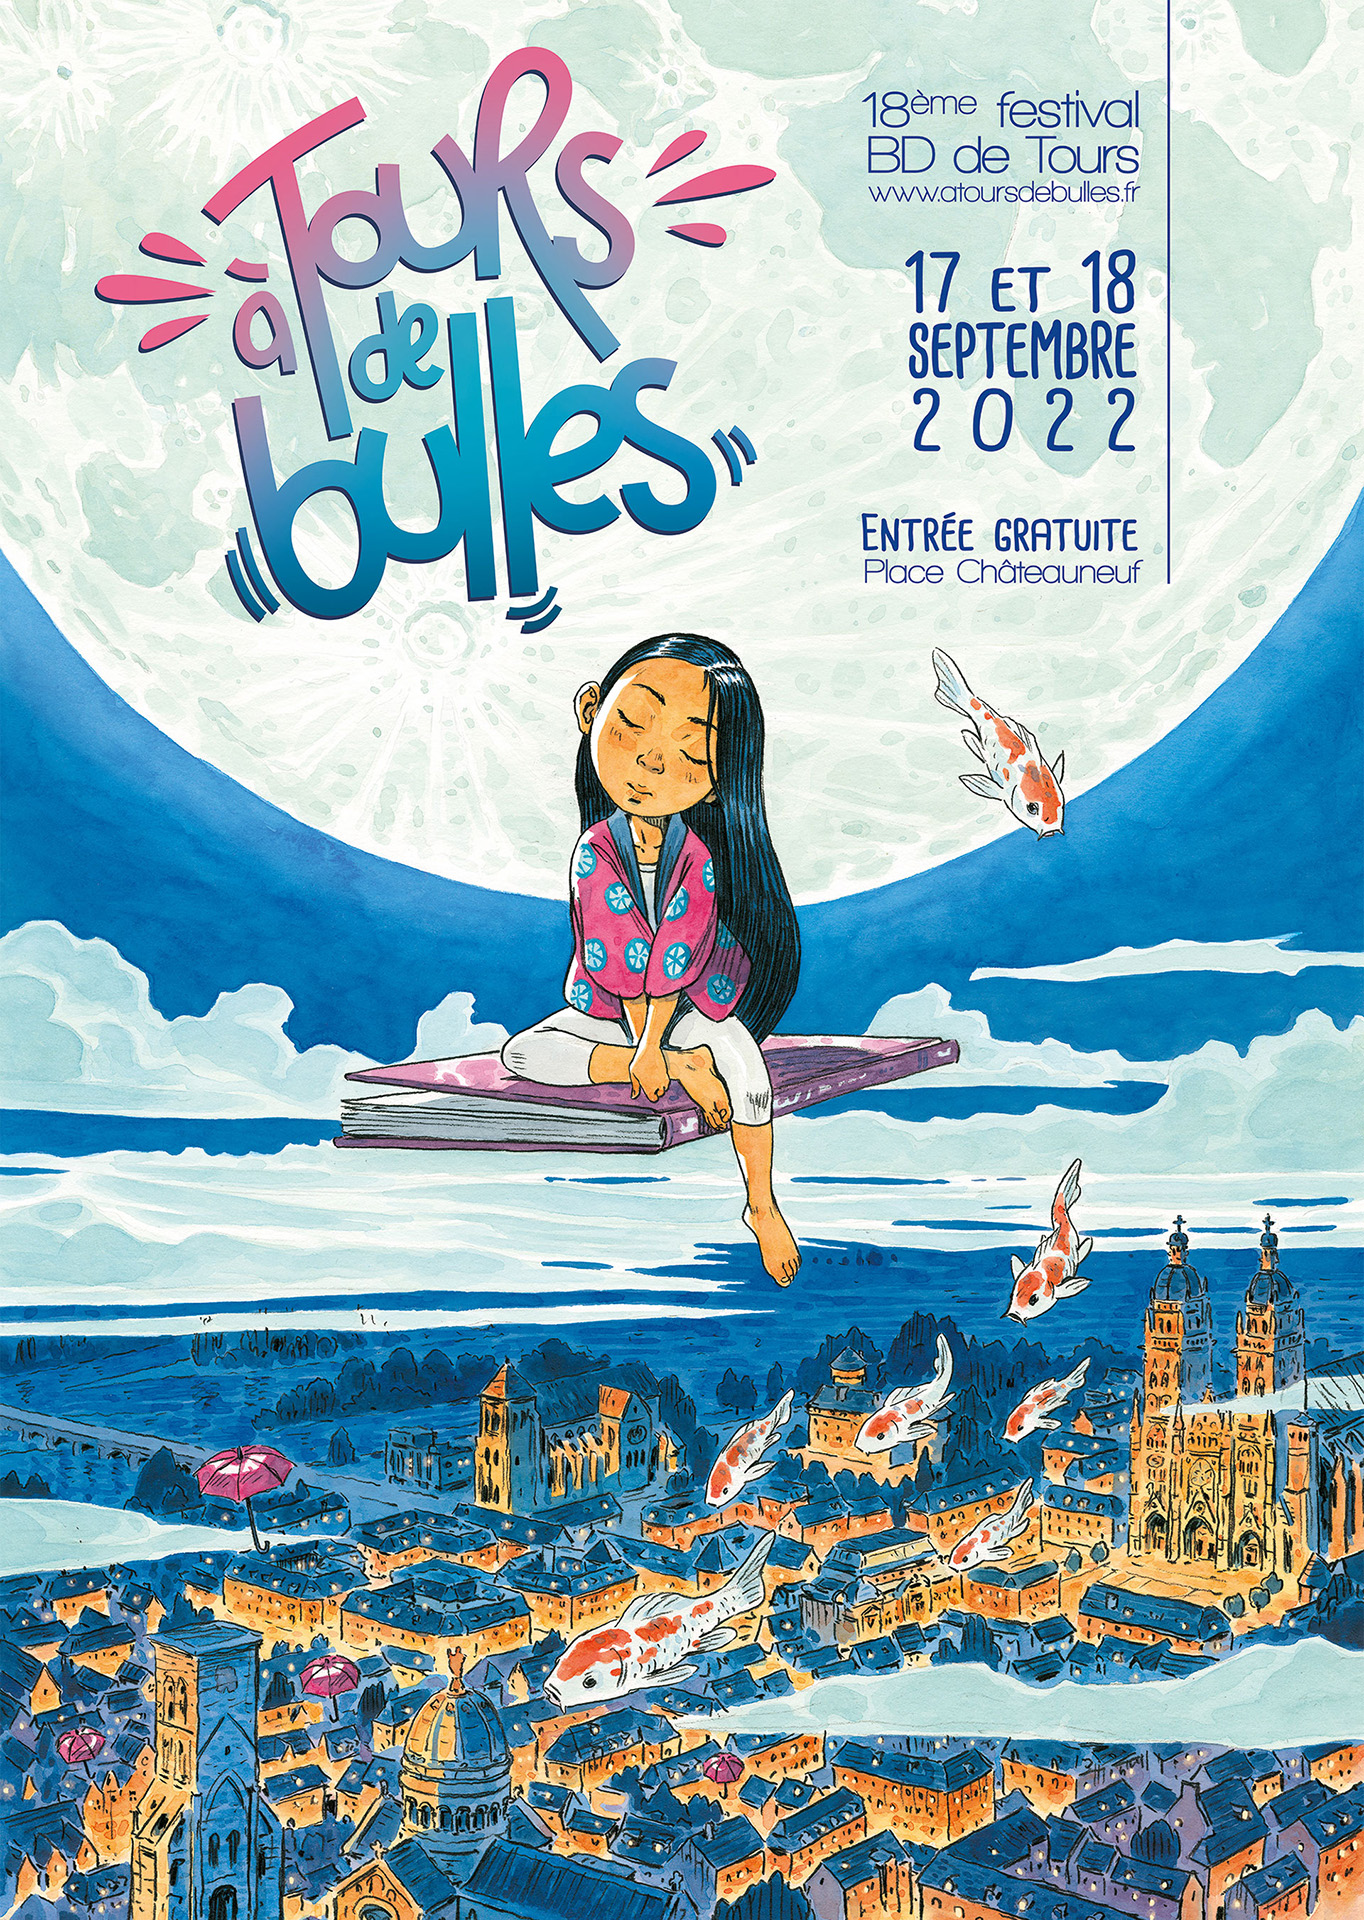 à Tours
de
bulles
18ème festival
BD de Tours
www.atoursdebulles.fr
17 ET 18
SEPTEMBRE
2022
ENTRÉE GRATUITE
Place Châteauneuf